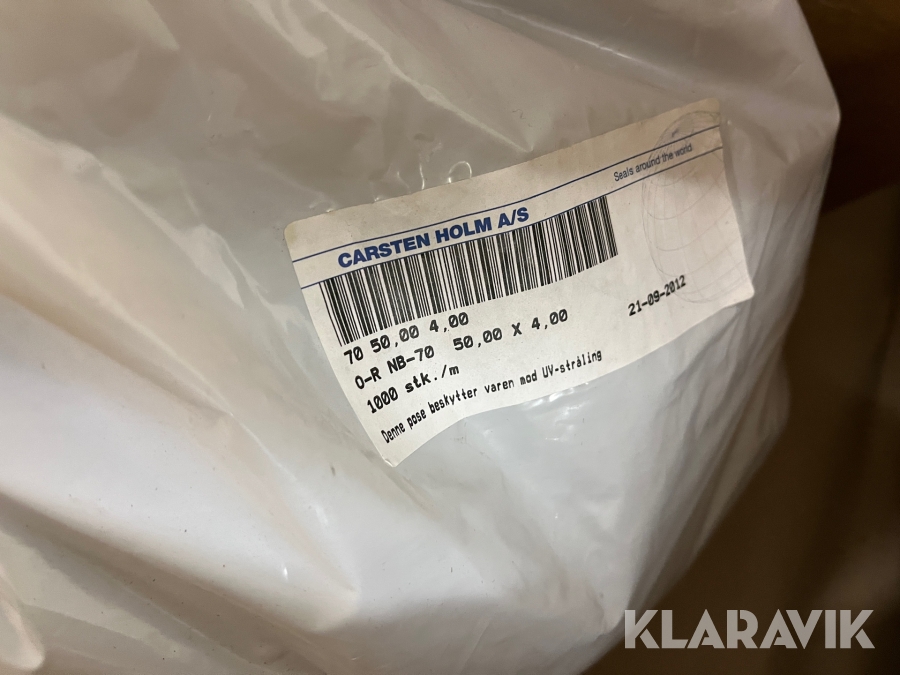 Seals around the world
CARSTEN HOLM A/S
70 50,00 4,00
O-R NB-70 50,00 X 4,00
21-09-2012
1000 stk./m
Denne pose beskytter varen mod UV-stråling
KLARAVIK